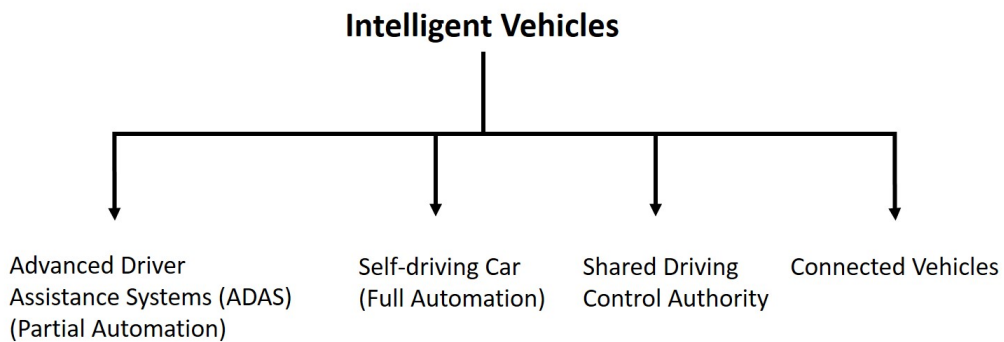 Intelligent Vehicles
Advanced Driver
Assistance Systems (ADAS)
(Partial Automation)
Self-driving Car
(Full Automation)
Shared Driving
Control Authority
Connected Vehicles